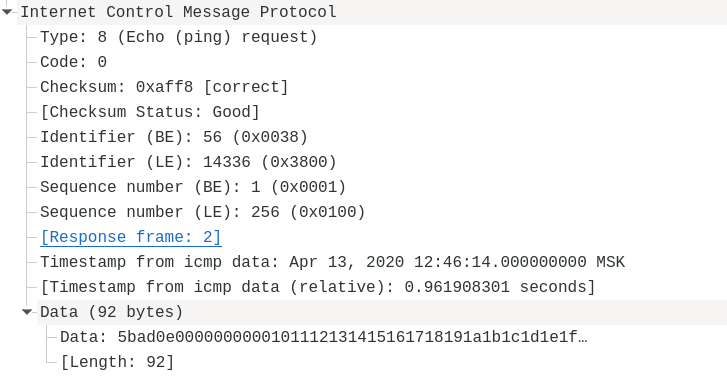 Internet Control Message Protocol
Type: 8 (Echo (ping) request)
Code: 0
Checksum: 0xaff8 [correct]
[Checksum Status: Good]
Identifier (BE): 56 (0x0038)
Identifier (LE): 14336 (0x3800)
Sequence number (BE): 1 (0x0001)
Sequence number (LE): 256 (0x0100)
[Response frame: 2]
Timestamp from icmp data: Apr 13, 2020 12:46:14.000000000 MSK
[Timestamp from icmp data (relative): 0.961908301 seconds]
Data (92 bytes)
Data: 5bad0e0000000000101112131415161718191a1b1c1d1e1f…
[Length: 92]